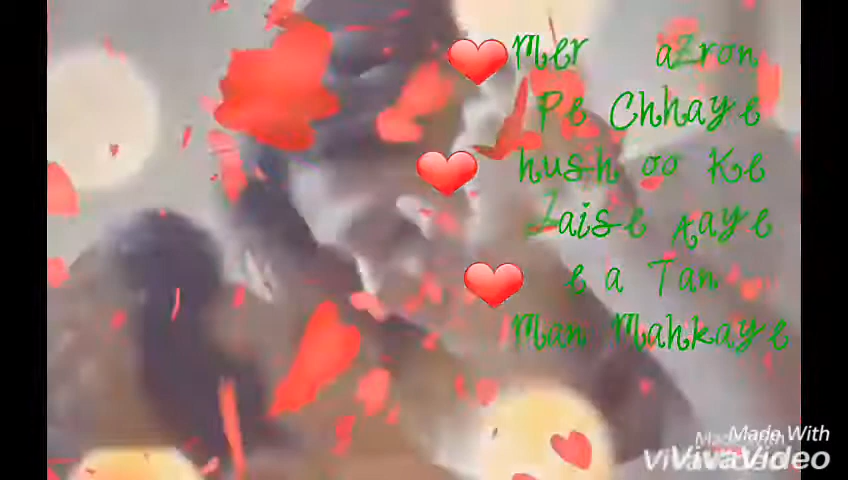 Mer azron
Pe Chhaye
hush oo Ke
Zaise Aaye
e a Tan
Man Mahkaye
Made With
VivaVideo